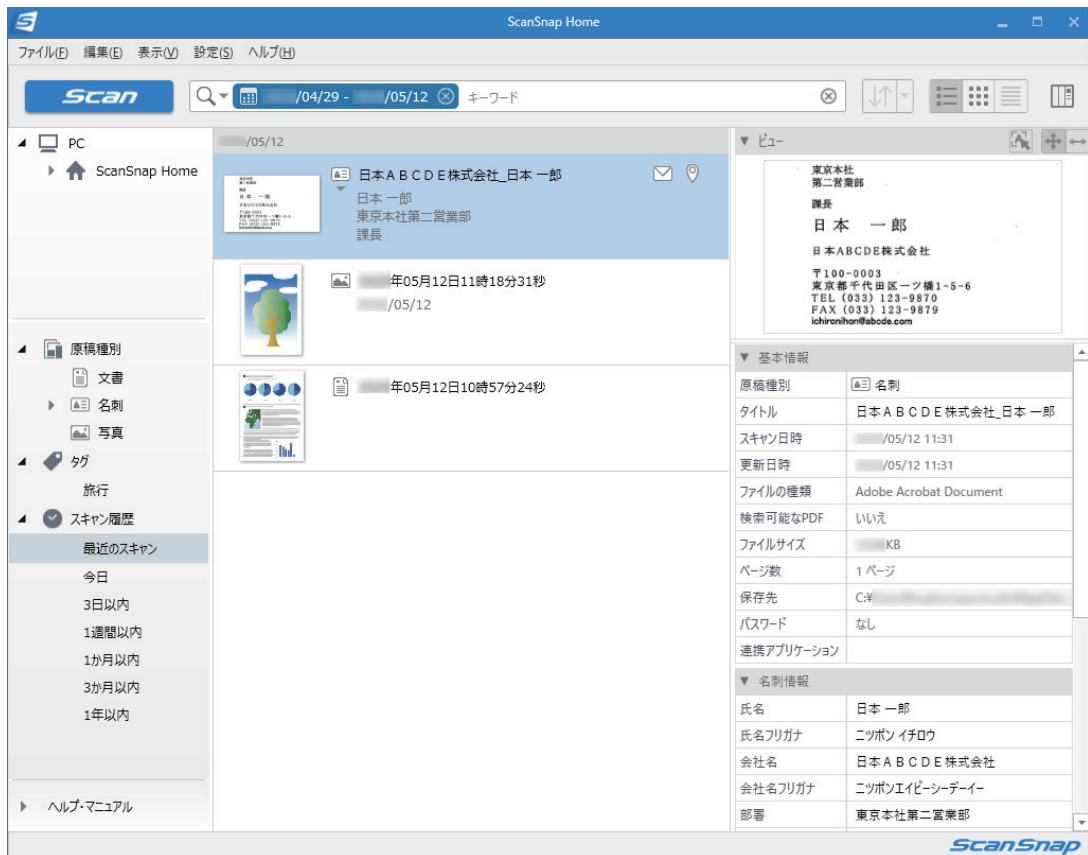 ScanSnap Home
ファイル(F) 編集(E) 表示(V) 設定(S) ヘルプ(H)
Scan
/04/29 - /05/12
キーワード
PC
ScanSnap Home
原稿種別
文書
名刺
写真
タグ
旅行
スキャン履歴
最近のスキャン
今日
3日以内
1週間以内
1か月以内
3か月以内
1年以内
ヘルプ・マニュアル
/05/12
日本ABCDE株式会社_日本 一郎
日本 一郎
東京本社第二営業部
課長
年05月12日11時18分31秒
/05/12
年05月12日10時57分24秒
ビュー
東京本社
第二営業部
課長
日本 一郎
日本ABCDE株式会社
〒100-0003
東京都千代田区一ツ橋1-5-6
TEL (033) 123-9870
FAX (033) 123-9879
ichironihon@abcde.com
基本情報
原稿種別 名刺
タイトル 日本ABCDE株式会社_日本 一郎
スキャン日時 /05/12 11:31
更新日時 /05/12 11:31
ファイルの種類 Adobe Acrobat Document
検索可能なPDF いいえ
ファイルサイズ KB
ページ数 1 ページ
保存先 C:¥
パスワード なし
連携アプリケーション
名刺情報
氏名 日本 一郎
氏名フリガナ ニッポン イチロウ
会社名 日本ABCDE株式会社
会社名フリガナ ニッポンエイビーシーデーイー
部署 東京本社第二営業部
ScanSnap